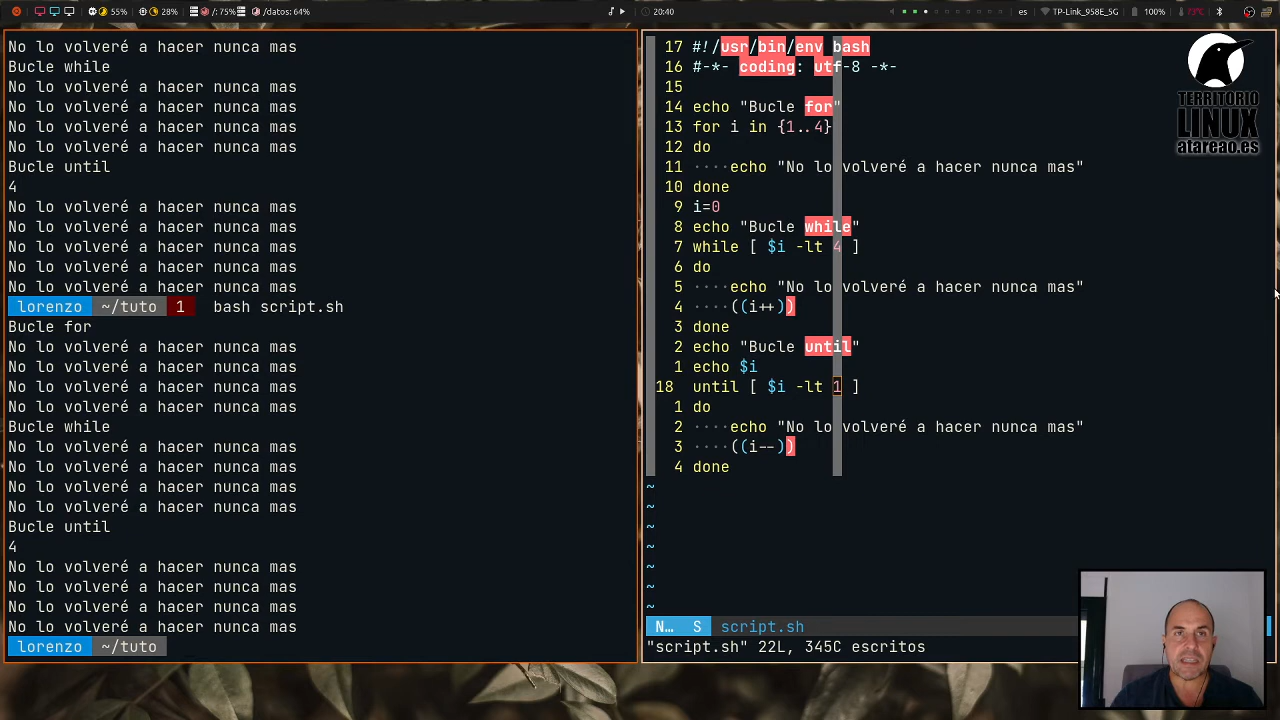 55% 28% /: 75% /datos: 64% 20:40 es TP-Link_958E_5G 100% 73°C
No lo volveré a hacer nunca mas
Bucle while
No lo volveré a hacer nunca mas
No lo volveré a hacer nunca mas
No lo volveré a hacer nunca mas
No lo volveré a hacer nunca mas
Bucle until
4
No lo volveré a hacer nunca mas
No lo volveré a hacer nunca mas
No lo volveré a hacer nunca mas
No lo volveré a hacer nunca mas
No lo volveré a hacer nunca mas
lorenzo ~/tuto 1 bash script.sh
Bucle for
No lo volveré a hacer nunca mas
No lo volveré a hacer nunca mas
No lo volveré a hacer nunca mas
No lo volveré a hacer nunca mas
Bucle while
No lo volveré a hacer nunca mas
No lo volveré a hacer nunca mas
No lo volveré a hacer nunca mas
No lo volveré a hacer nunca mas
Bucle until
4
No lo volveré a hacer nunca mas
No lo volveré a hacer nunca mas
No lo volveré a hacer nunca mas
No lo volveré a hacer nunca mas
lorenzo ~/tuto
17 #!/usr/bin/env bash
16 #-*- coding: utf-8 -*-
15
14 echo "Bucle for"
13 for i in {1..4}
12 do
11 ····echo "No lo volveré a hacer nunca mas"
10 done
9 i=0
8 echo "Bucle while"
7 while [ $i -lt 4 ]
6 do
5 ····echo "No lo volveré a hacer nunca mas"
4 ····((i++))
3 done
2 echo "Bucle until"
1 echo $i
18 until [ $i -lt 1 ]
1 do
2 ····echo "No lo volveré a hacer nunca mas"
3 ····((i--))
4 done
~
~
~
~
~
~
~
N… S script.sh
"script.sh" 22L, 345C escritos
TERRITORIO
LINUX
atareao.es